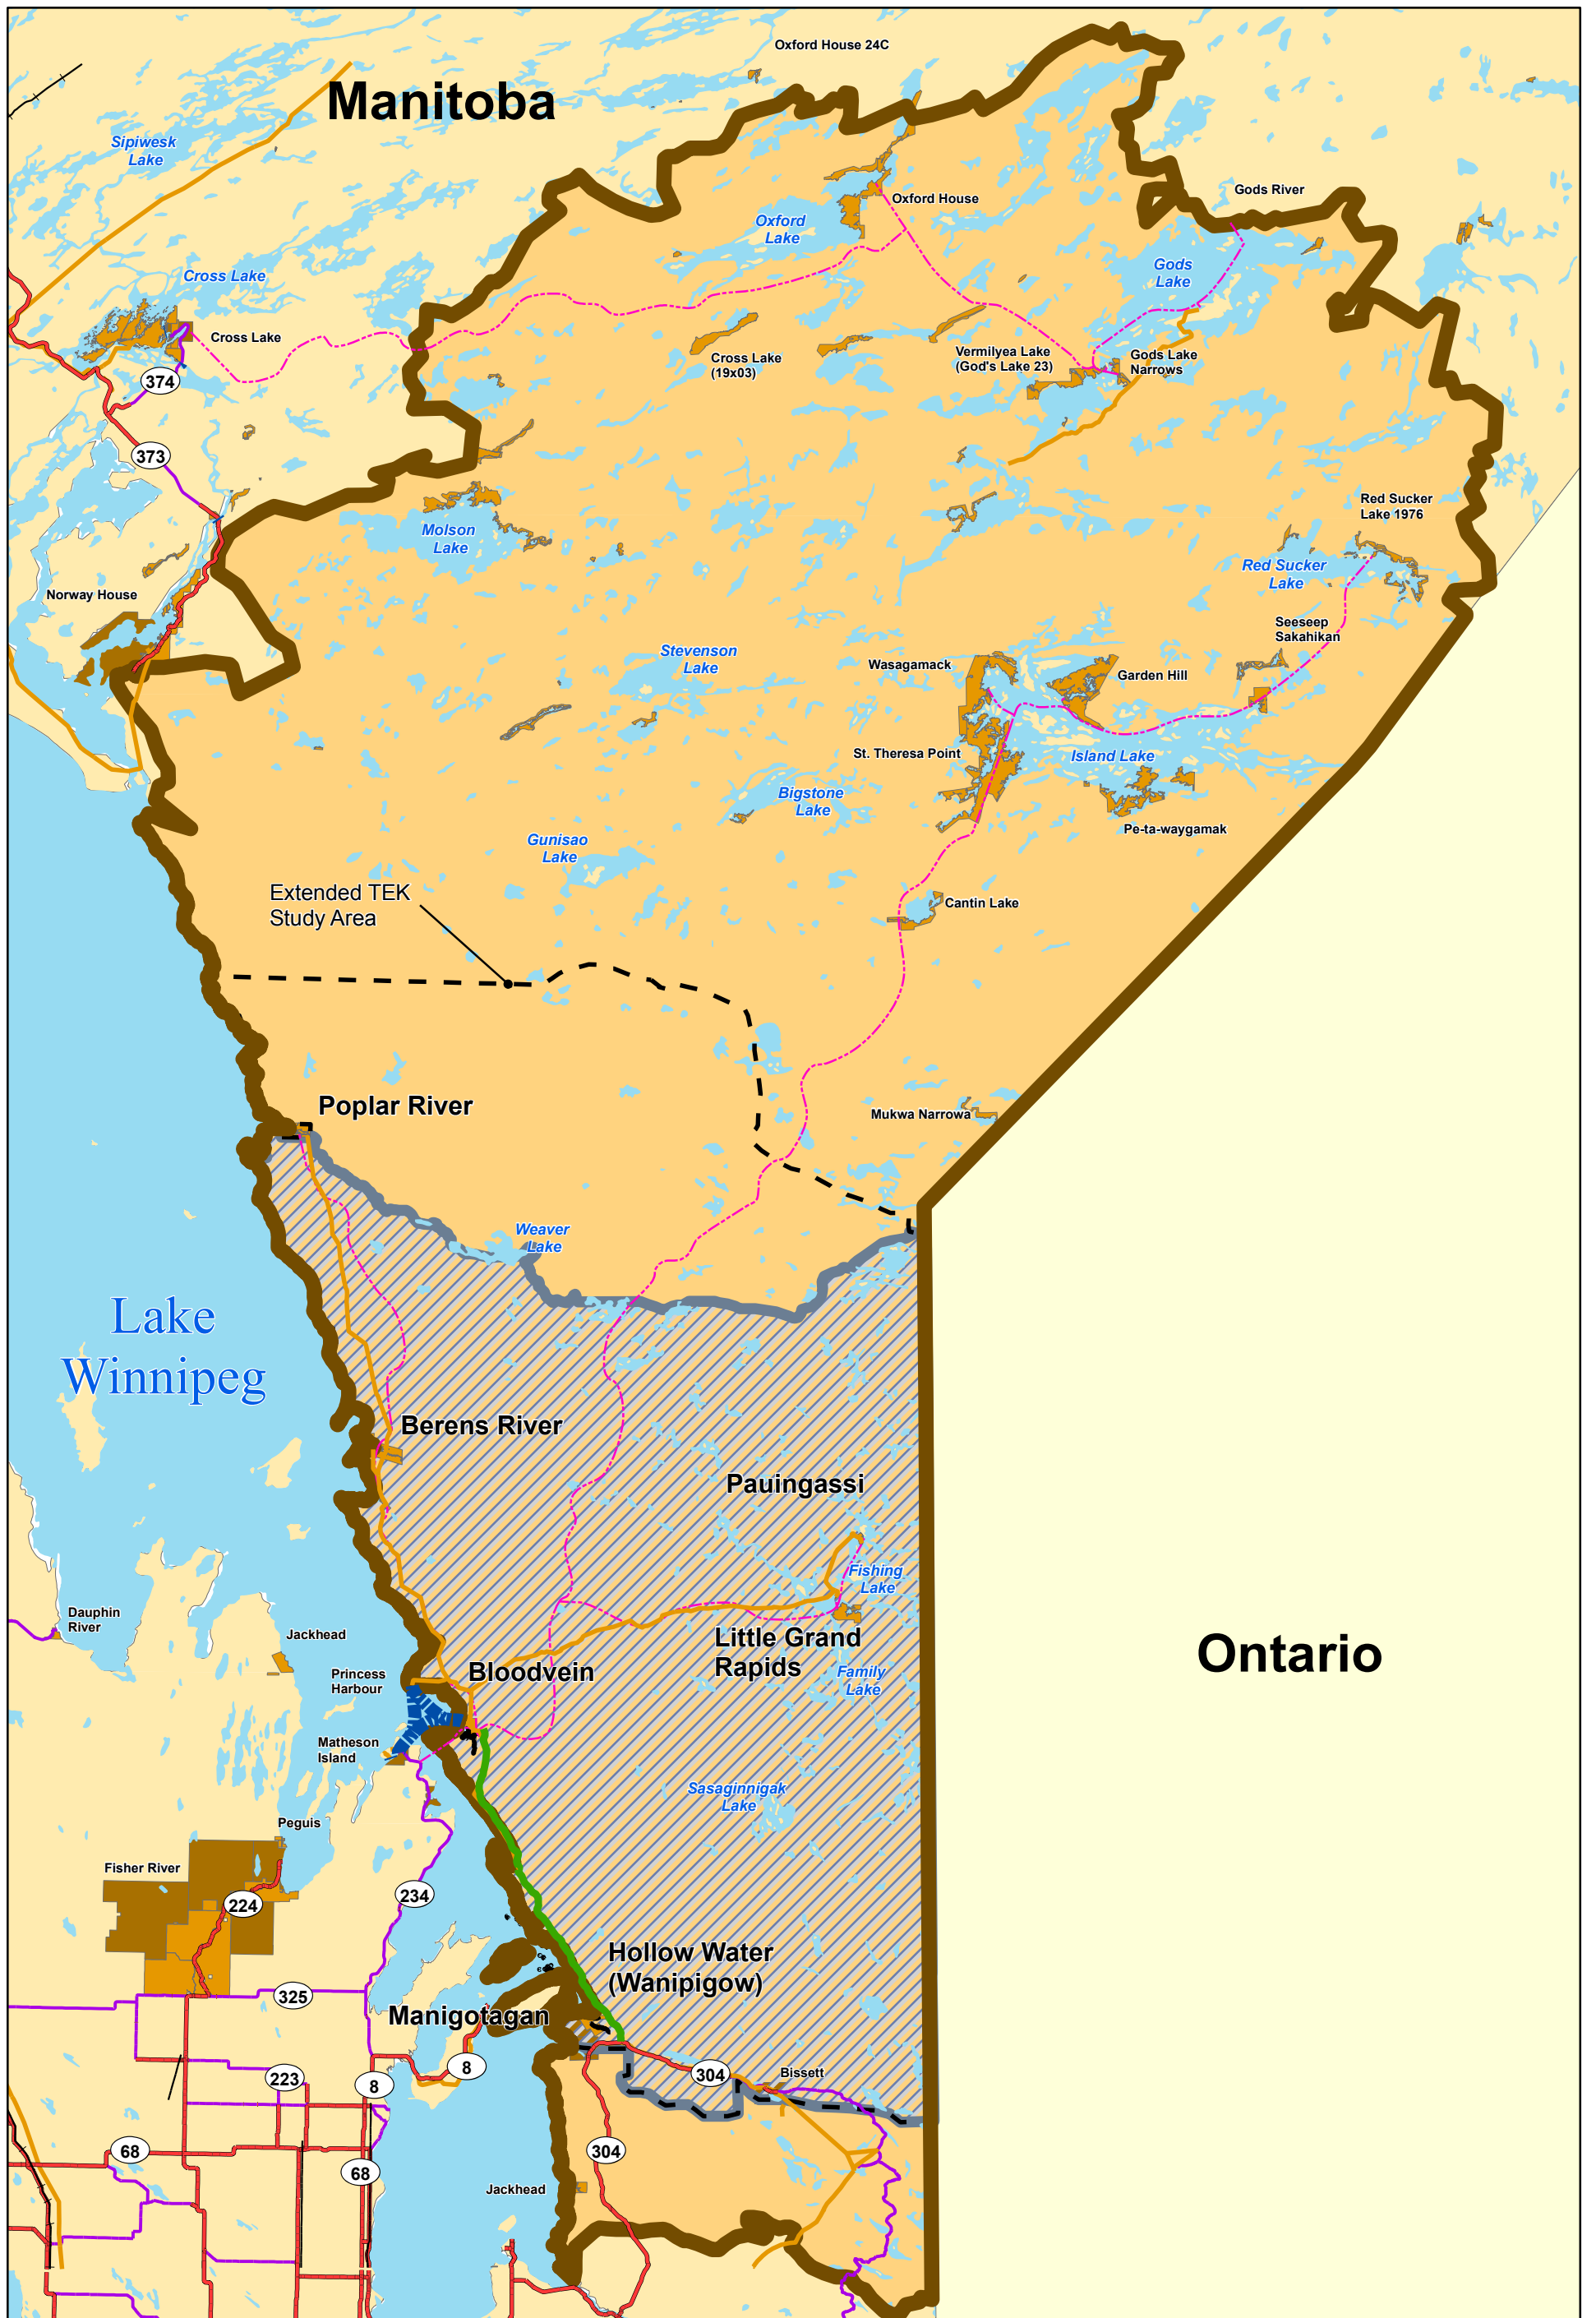 Oxford House 24C
Manitoba
Sipiwesk
Lake
Gods River
Oxford House
Oxford
Lake
Gods
Lake
Cross Lake
Cross Lake
Cross Lake
(19x03)
Vermilyea Lake
(God's Lake 23)
Gods Lake
Narrows
374
373
Red Sucker
Lake 1976
Molson
Lake
Red Sucker
Lake
Norway House
Seeseep
Sakahikan
Stevenson
Lake
Wasagamack
Garden Hill
St. Theresa Point
Island Lake
Bigstone
Lake
Pe-ta-waygamak
Gunisao
Lake
Extended TEK
Study Area
Cantin Lake
Poplar River
Mukwa Narrowa
Weaver
Lake
Lake
Winnipeg
Berens River
Pauingassi
Fishing
Lake
Dauphin
River
Jackhead
Little Grand
Rapids
Ontario
Princess
Harbour
Bloodvein
Family
Lake
Matheson
Island
Sasaginnigak
Lake
Peguis
Fisher River
224
234
Hollow Water
(Wanipigow)
325
Manigotagan
8
304
Bissett
223
8
68
304
68
Jackhead